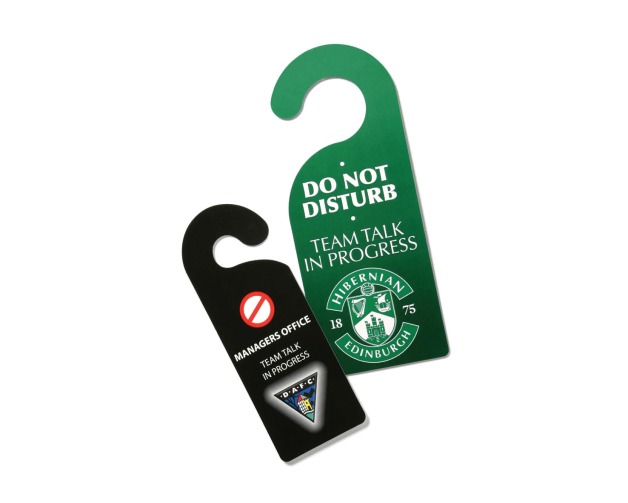 DO NOT
DISTURB
TEAM TALK
IN PROGRESS
HIBERNIAN
18 75
EDINBURGH
MANAGERS OFFICE
TEAM TALK
IN PROGRESS
D·A·F·C